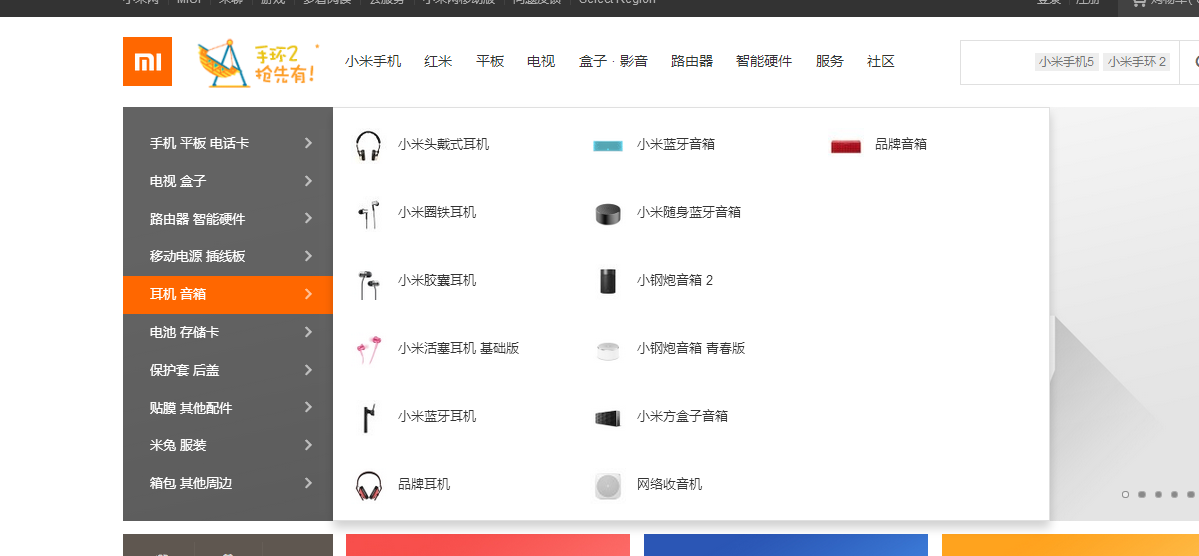 小米网 MIUI 米聊 游戏 多看阅读 云服务 小米网移动版 问题反馈 Select Region 登录 注册 购物车
手环2
抢先有!
小米手机 红米 平板 电视 盒子 · 影音 路由器 智能硬件 服务 社区 小米手机5 小米手环 2
手机 平板 电话卡
电视 盒子
路由器 智能硬件
移动电源 插线板
耳机 音箱
电池 存储卡
保护套 后盖
贴膜 其他配件
米兔 服装
箱包 其他周边
小米头戴式耳机 小米蓝牙音箱 品牌音箱
小米圈铁耳机 小米随身蓝牙音箱
小米胶囊耳机 小钢炮音箱 2
小米活塞耳机 基础版 小钢炮音箱 青春版
小米蓝牙耳机 小米方盒子音箱
品牌耳机 网络收音机